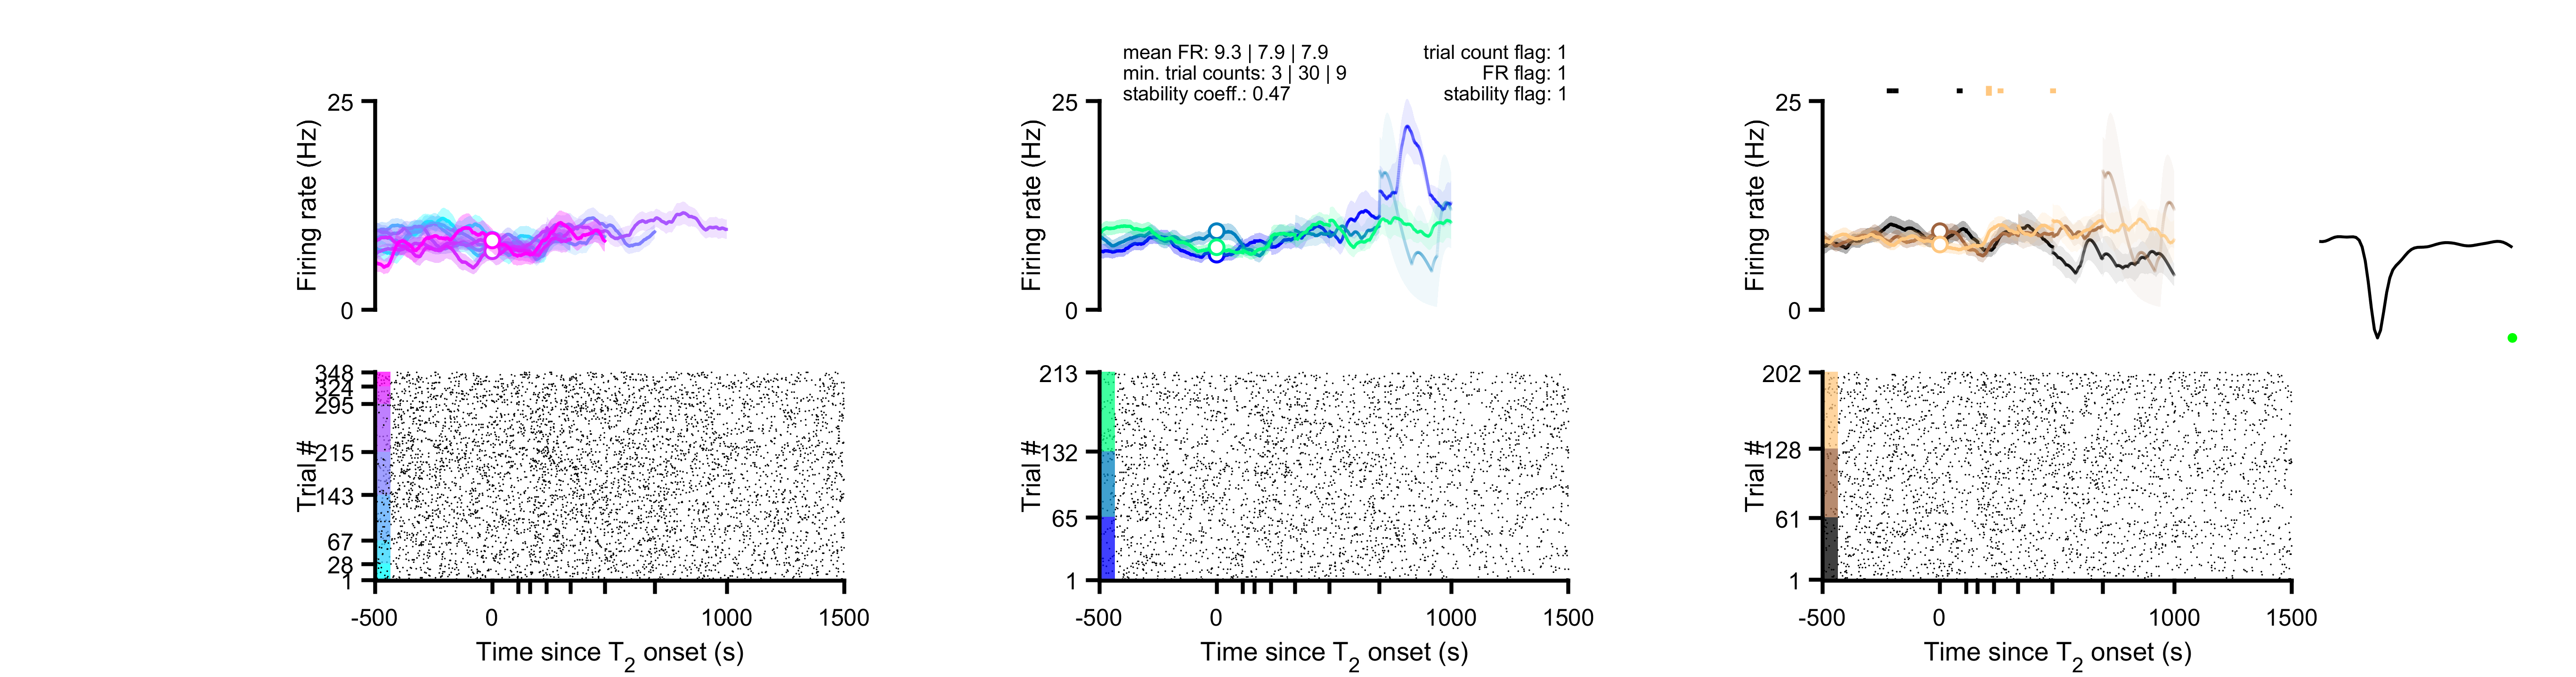 mean FR: 9.3 | 7.9 | 7.9
min. trial counts: 3 | 30 | 9
stability coeff.: 0.47
trial count flag: 1
FR flag: 1
stability flag: 1
25
Firing rate (Hz)
0
348
324
295
215
143
67
28
1
Trial #
-500 0 1000 1500
Time since T2 onset (s)
25
Firing rate (Hz)
0
213
132
65
1
Trial #
-500 0 1000 1500
Time since T2 onset (s)
25
Firing rate (Hz)
0
202
128
61
1
Trial #
-500 0 1000 1500
Time since T2 onset (s)